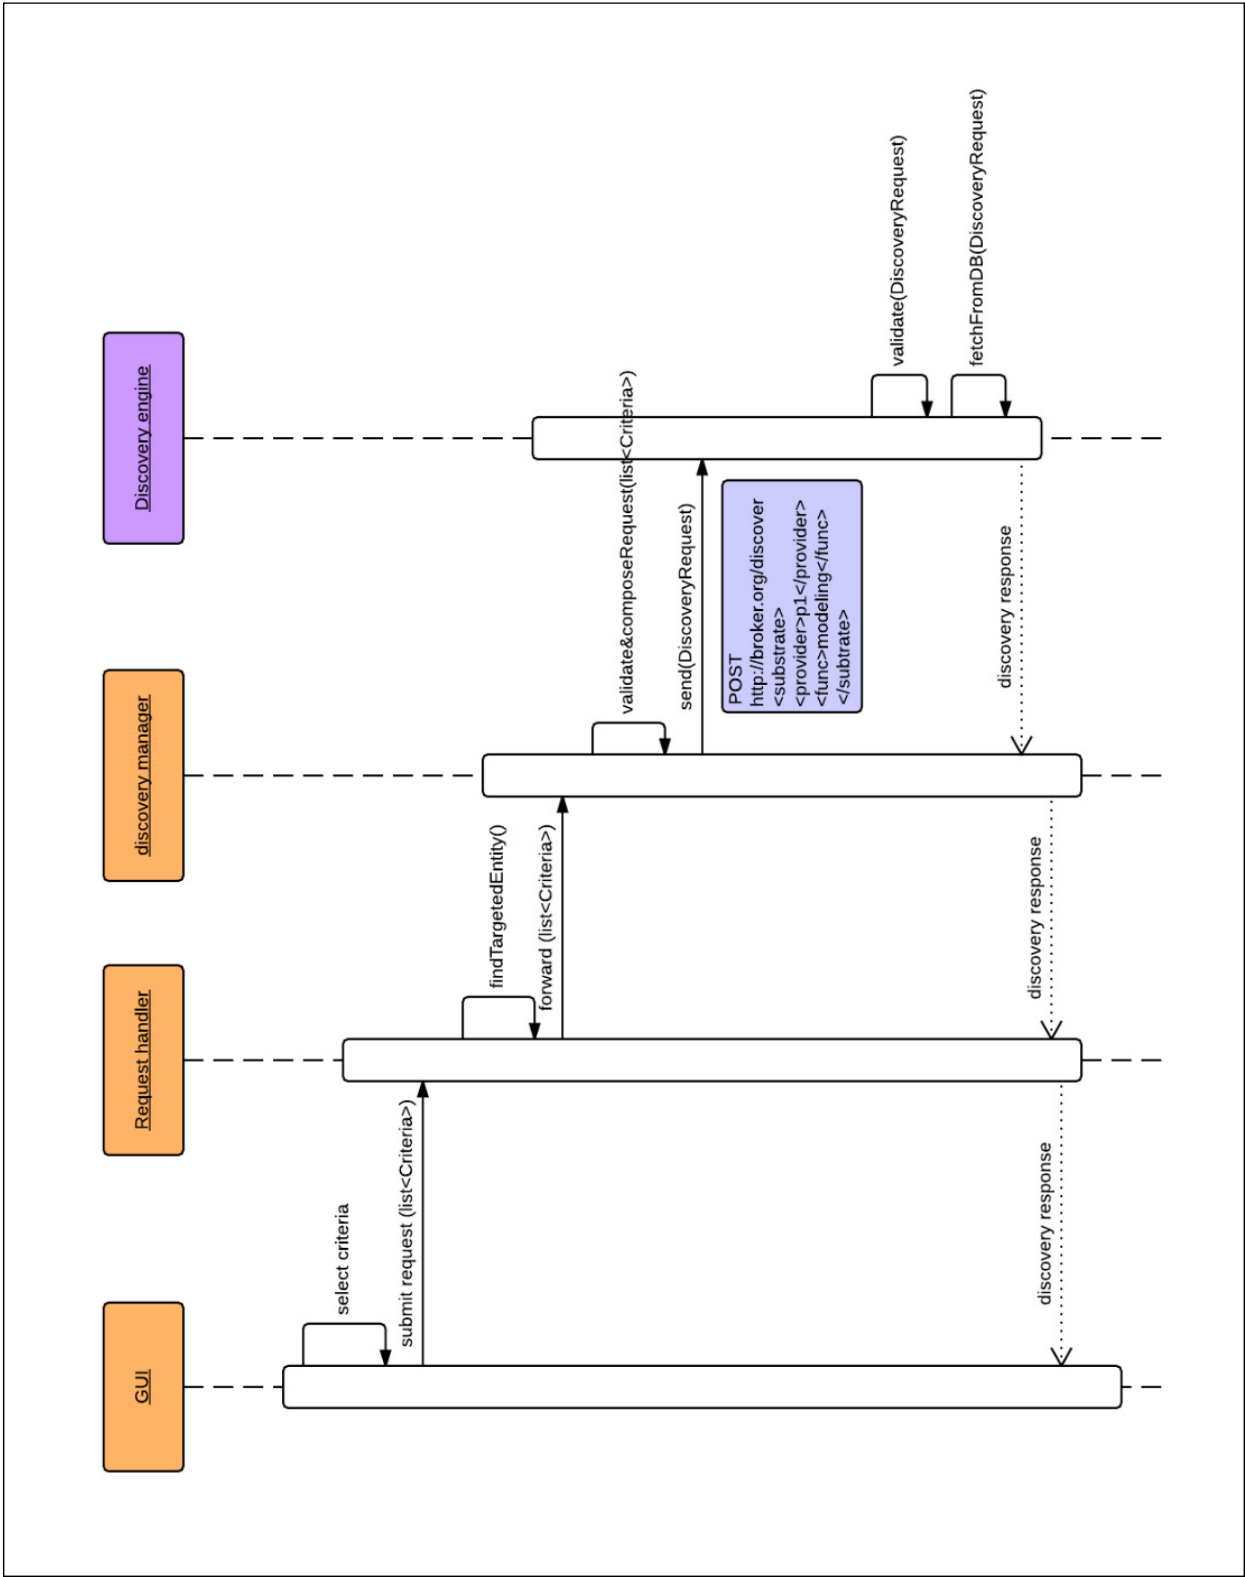 GUI
Request handler
discovery manager
Discovery engine
select criteria
submit request (list<Criteria>)
findTargetedEntity()
forward (list<Criteria>)
validate&composeRequest(list<Criteria>)
send(DiscoveryRequest)
POST
http://broker.org/discover
<substrate>
<provider>p1</provider>
<func>modeling</func>
</subtrate>
validate(DiscoveryRequest)
fetchFromDB(DiscoveryRequest)
discovery response
discovery response
discovery response